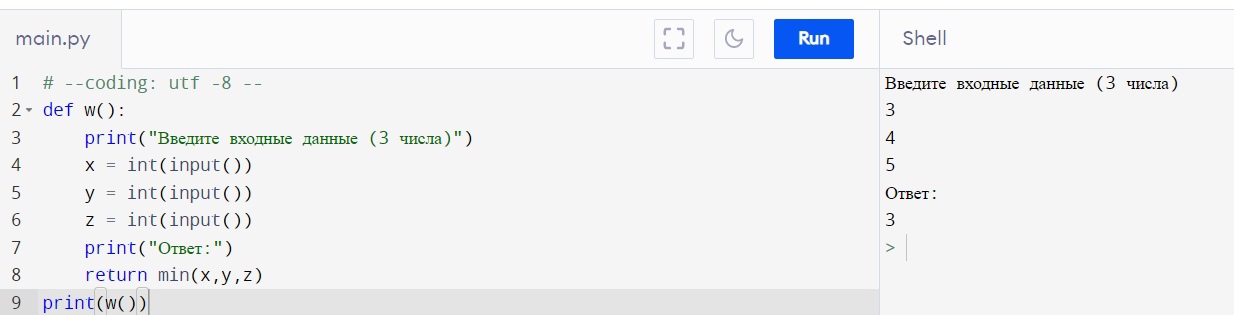 main.py
Run
Shell
1 # --coding: utf -8 --
2 def w():
3     print("Введите входные данные (3 числа)")
4     x = int(input())
5     y = int(input())
6     z = int(input())
7     print("Ответ:")
8     return min(x,y,z)
9 print(w())
Введите входные данные (3 числа)
3
4
5
Ответ:
3
>